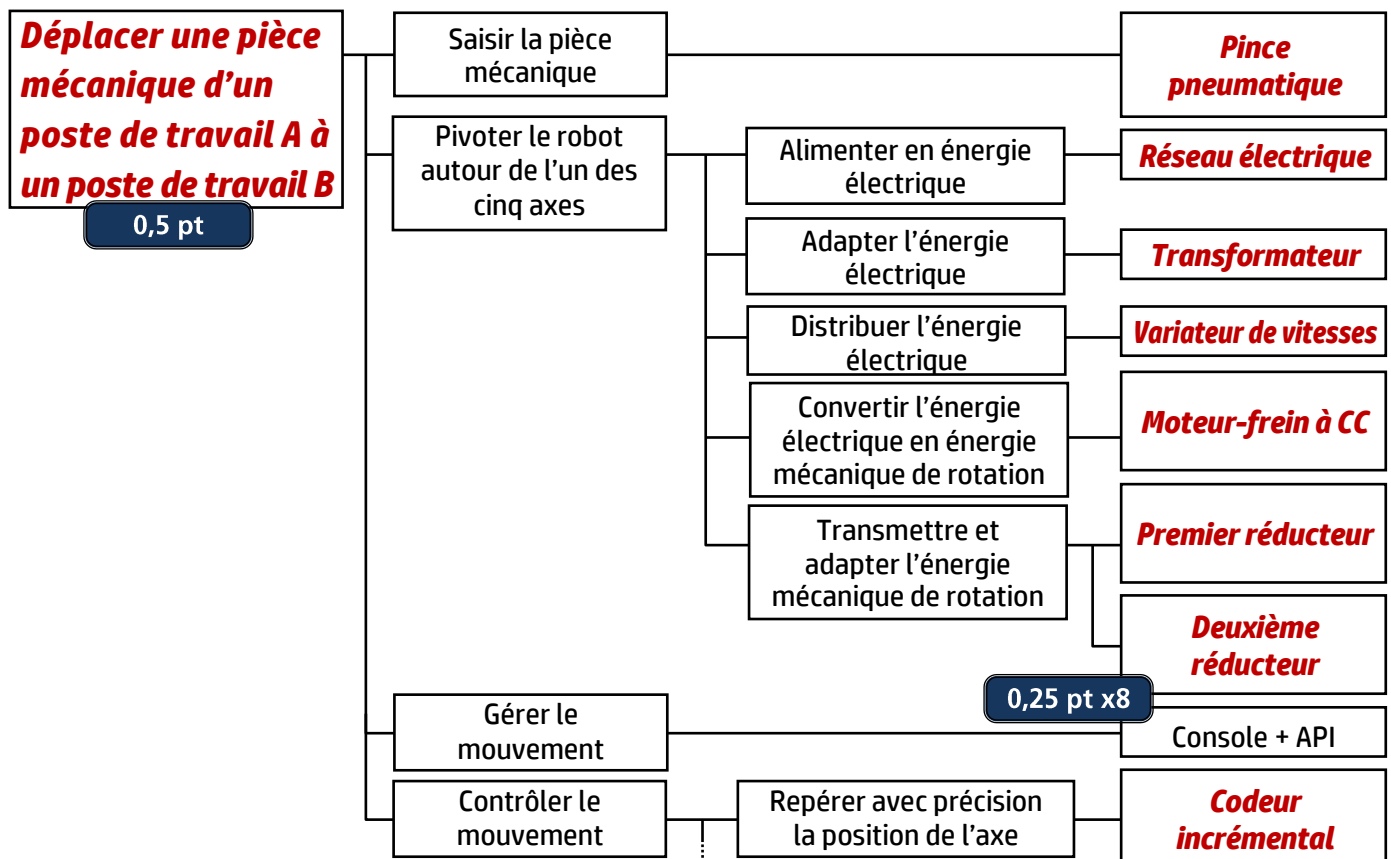 Déplacer une pièce
mécanique d’un
poste de travail A à
un poste de travail B
0,5 pt
Saisir la pièce
mécanique
Pince
pneumatique
Pivoter le robot
autour de l’un des
cinq axes
Alimenter en énergie
électrique
Réseau électrique
Adapter l’énergie
électrique
Transformateur
Distribuer l’énergie
électrique
Variateur de vitesses
Convertir l’énergie
électrique en énergie
mécanique de rotation
Moteur-frein à CC
Transmettre et
adapter l’énergie
mécanique de rotation
Premier réducteur
Deuxième
réducteur
0,25 pt x8
Gérer le
mouvement
Console + API
Contrôler le
mouvement
Repérer avec précision
la position de l’axe
Codeur
incrémental